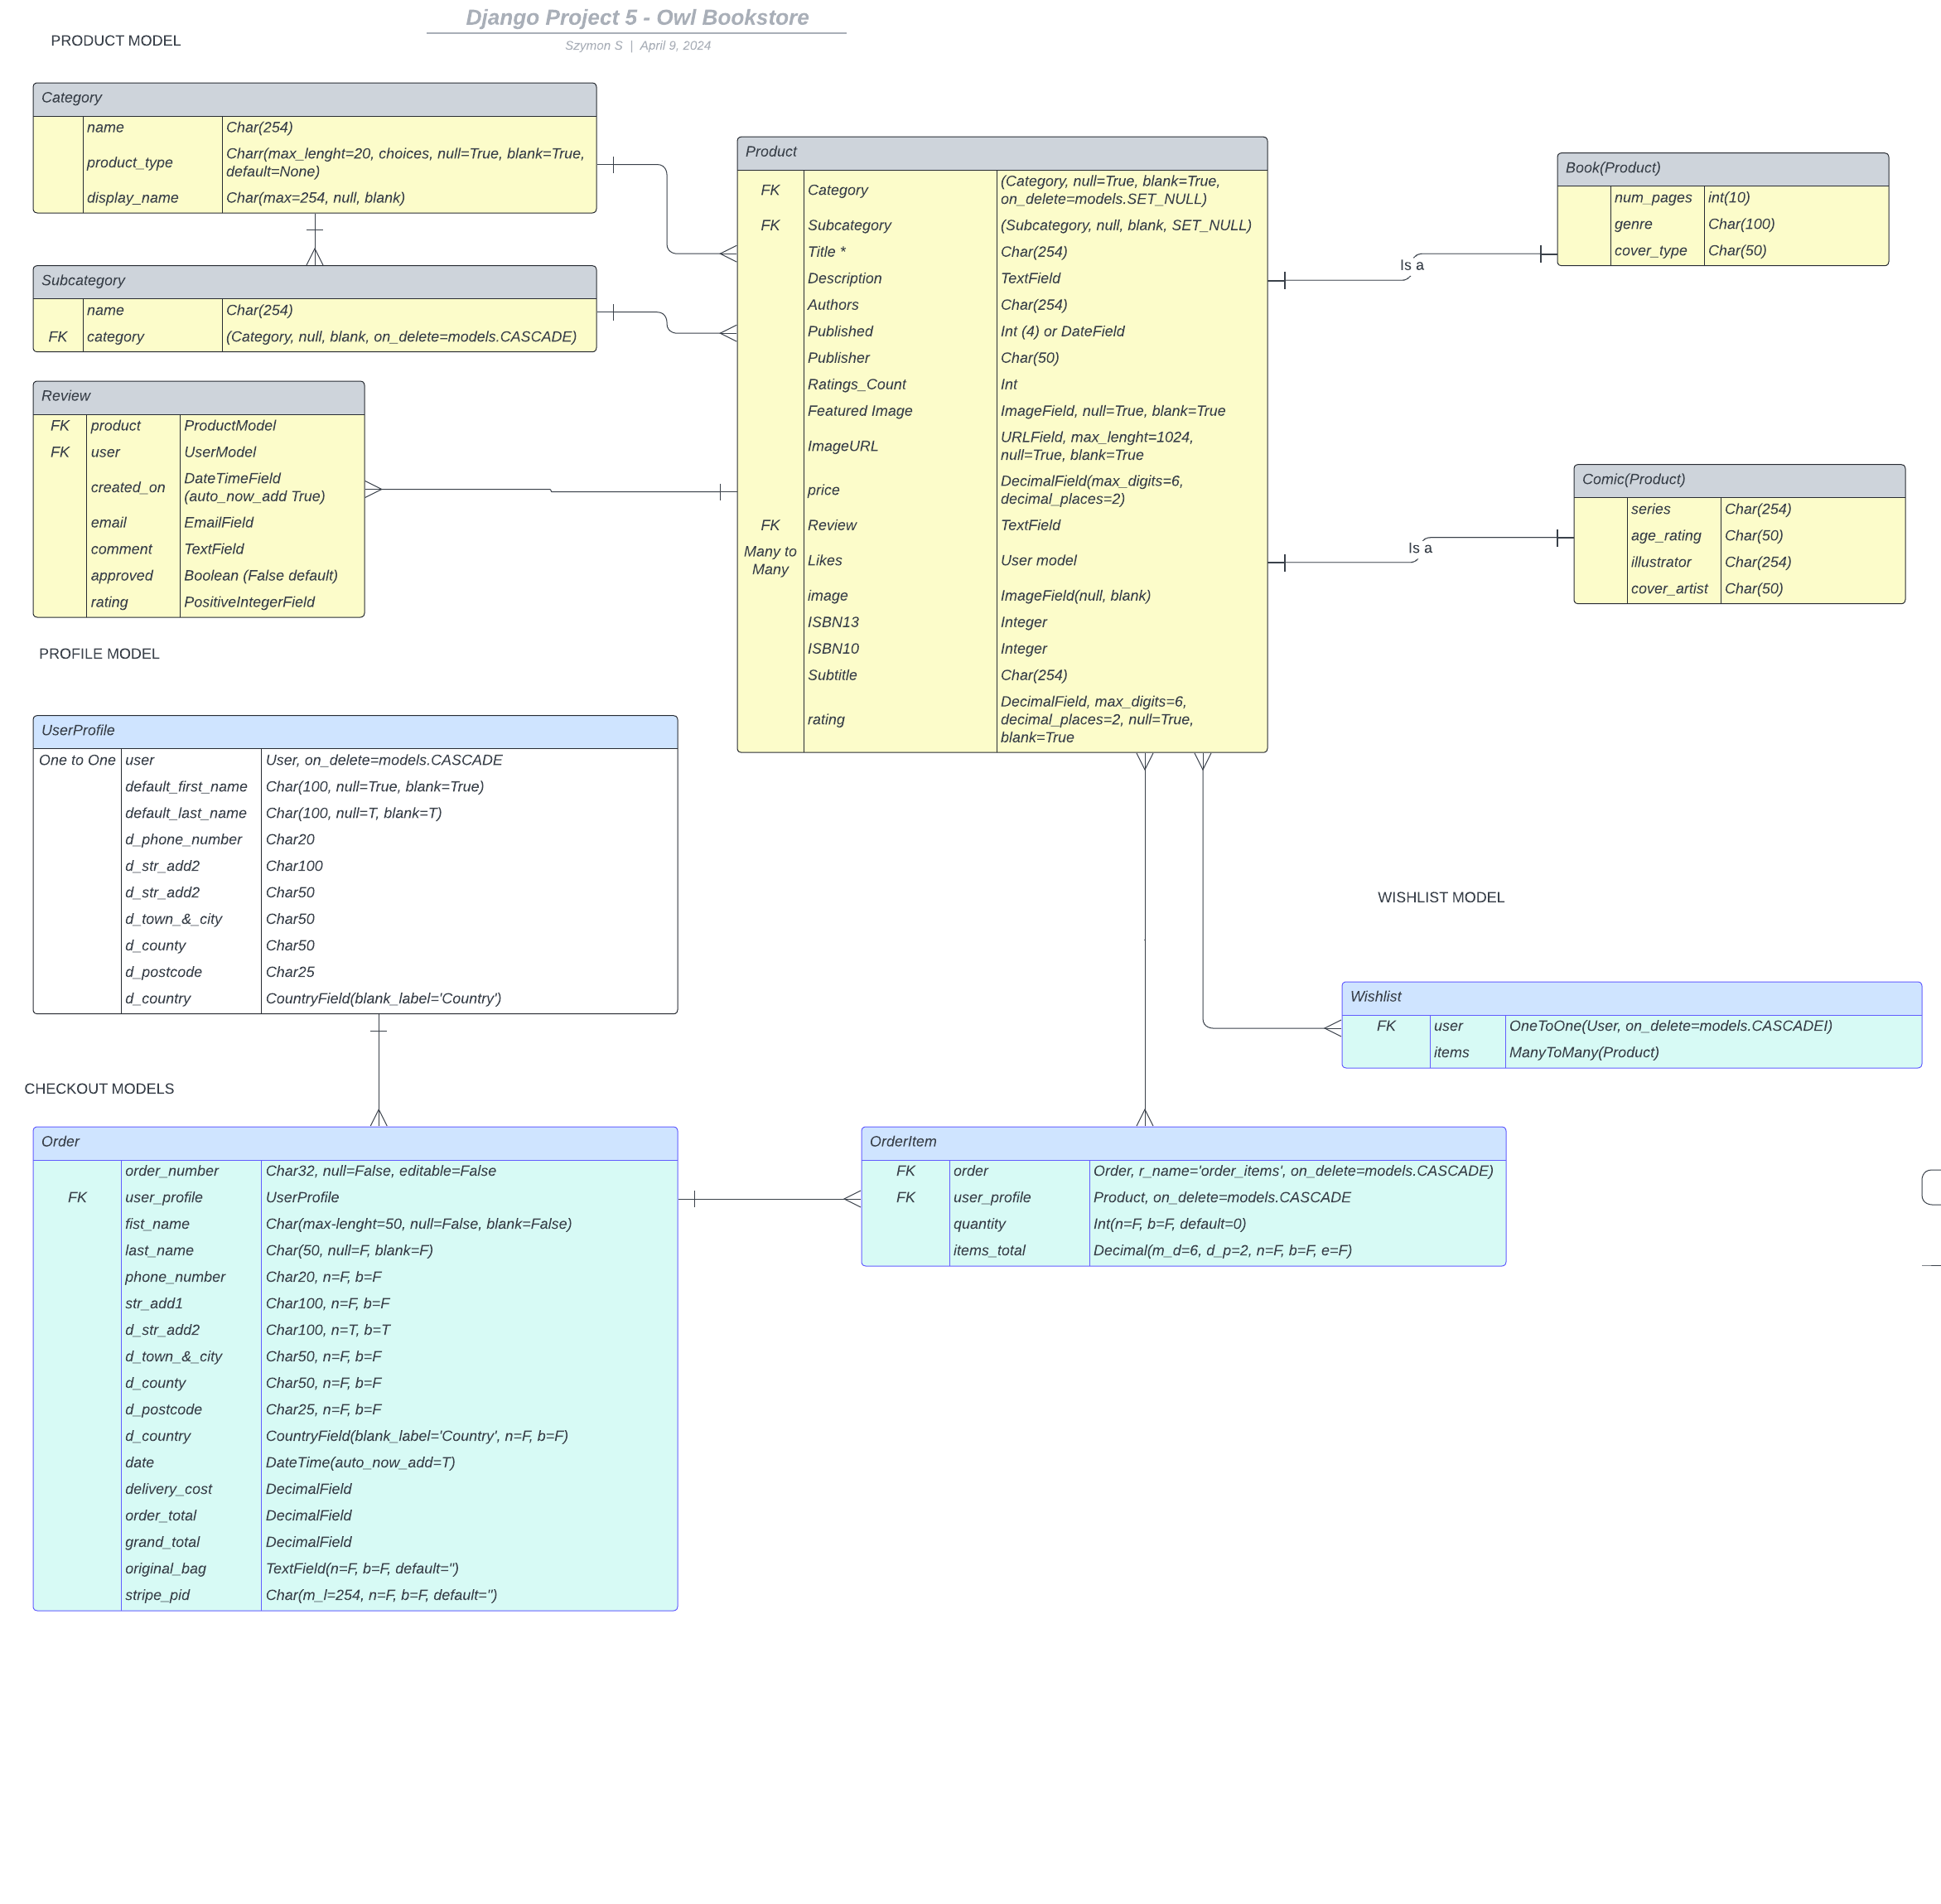 Django Project 5 - Owl Bookstore
Szymon S | April 9, 2024
PRODUCT MODEL
Category
name Char(254)
product_type Charr(max_lenght=20, choices, null=True, blank=True,
default=None)
display_name Char(max=254, null, blank)
Subcategory
name Char(254)
FK category (Category, null, blank, on_delete=models.CASCADE)
Review
FK product ProductModel
FK user UserModel
created_on DateTimeField
(auto_now_add True)
email EmailField
comment TextField
approved Boolean (False default)
rating PositiveIntegerField
Product
FK Category (Category, null=True, blank=True,
on_delete=models.SET_NULL)
FK Subcategory (Subcategory, null, blank, SET_NULL)
Title * Char(254)
Description TextField
Authors Char(254)
Published Int (4) or DateField
Publisher Char(50)
Ratings_Count Int
Featured Image ImageField, null=True, blank=True
ImageURL URLField, max_lenght=1024,
null=True, blank=True
price DecimalField(max_digits=6,
decimal_places=2)
FK Review TextField
Many to
Many Likes User model
image ImageField(null, blank)
ISBN13 Integer
ISBN10 Integer
Subtitle Char(254)
rating DecimalField, max_digits=6,
decimal_places=2, null=True,
blank=True
Is a
Book(Product)
num_pages int(10)
genre Char(100)
cover_type Char(50)
Is a
Comic(Product)
series Char(254)
age_rating Char(50)
illustrator Char(254)
cover_artist Char(50)
PROFILE MODEL
UserProfile
One to One user User, on_delete=models.CASCADE
default_first_name Char(100, null=True, blank=True)
default_last_name Char(100, null=T, blank=T)
d_phone_number Char20
d_str_add2 Char100
d_str_add2 Char50
d_town_&_city Char50
d_county Char50
d_postcode Char25
d_country CountryField(blank_label='Country')
WISHLIST MODEL
Wishlist
FK user OneToOne(User, on_delete=models.CASCADEI)
items ManyToMany(Product)
CHECKOUT MODELS
Order
order_number Char32, null=False, editable=False
FK user_profile UserProfile
fist_name Char(max-lenght=50, null=False, blank=False)
last_name Char(50, null=F, blank=F)
phone_number Char20, n=F, b=F
str_add1 Char100, n=F, b=F
d_str_add2 Char100, n=T, b=T
d_town_&_city Char50, n=F, b=F
d_county Char50, n=F, b=F
d_postcode Char25, n=F, b=F
d_country CountryField(blank_label='Country', n=F, b=F)
date DateTime(auto_now_add=T)
delivery_cost DecimalField
order_total DecimalField
grand_total DecimalField
original_bag TextField(n=F, b=F, default='')
stripe_pid Char(m_l=254, n=F, b=F, default='')
OrderItem
FK order Order, r_name='order_items', on_delete=models.CASCADE)
FK user_profile Product, on_delete=models.CASCADE
quantity Int(n=F, b=F, default=0)
items_total Decimal(m_d=6, d_p=2, n=F, b=F, e=F)